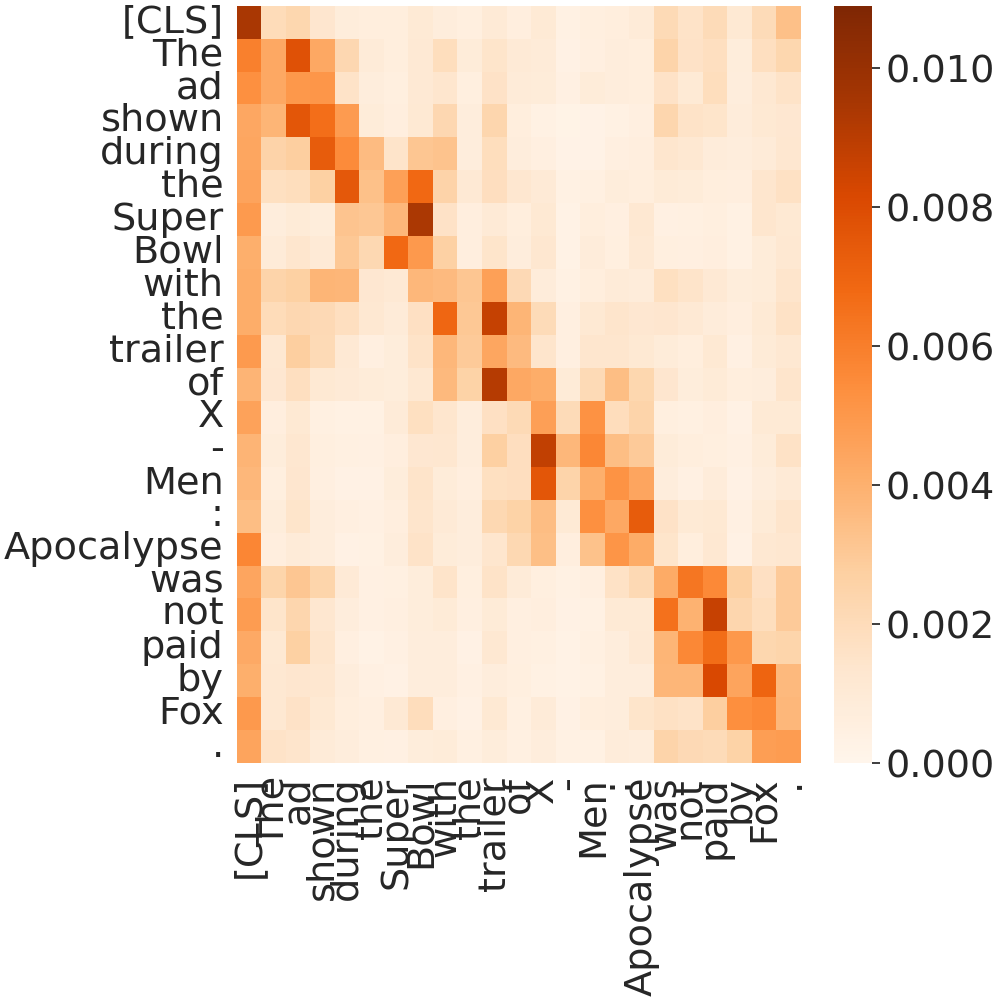 [CLS]
The
ad
shown
during
the
Super
Bowl
with
the
trailer
of
X
-
Men
:
Apocalypse
was
not
paid
by
Fox
.
0.010
0.008
0.006
0.004
0.002
0.000
[CLS]
The
ad
shown
during
the
Super
Bowl
with
the
trailer
of
X
-
Men
:
Apocalypse
was
not
paid
by
Fox
.